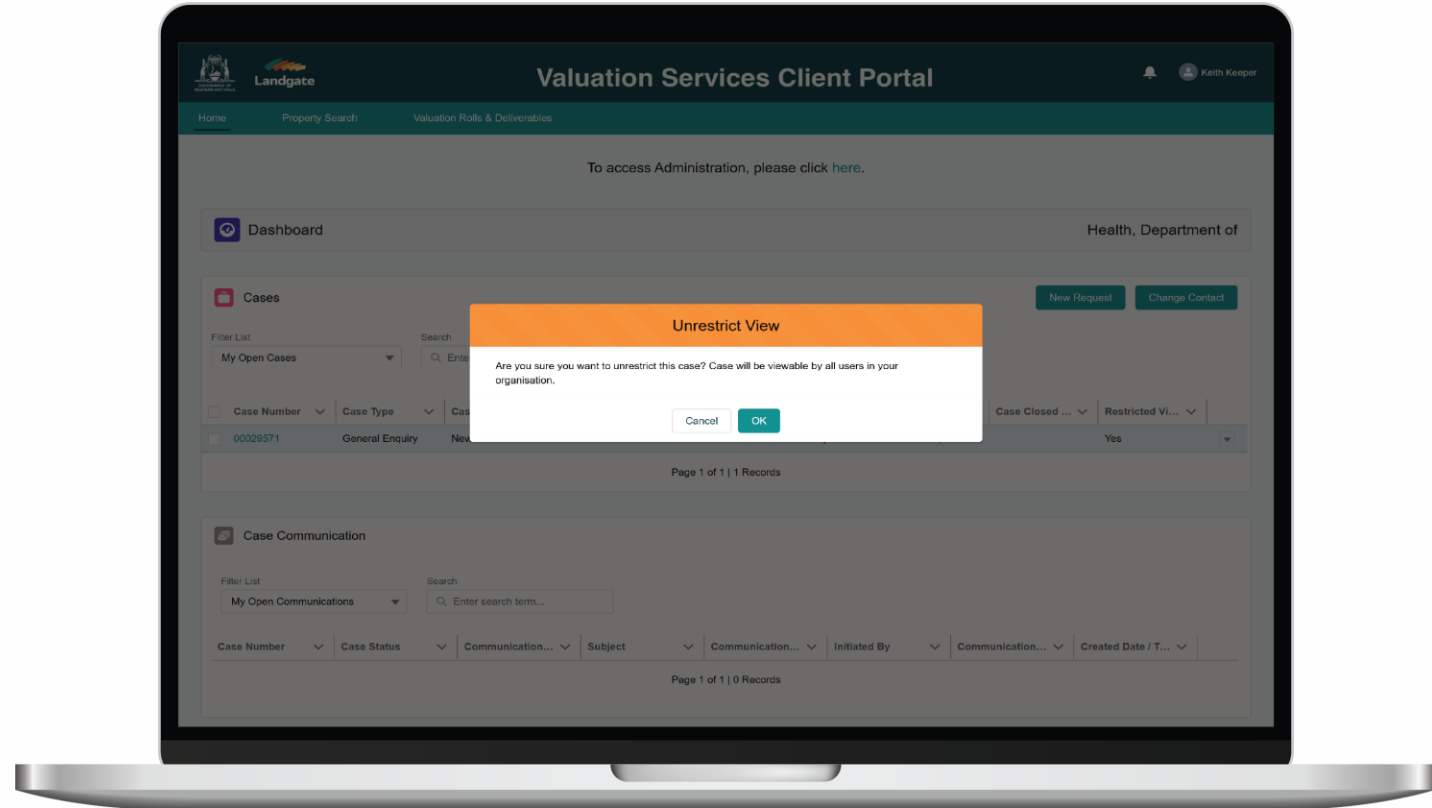 Landgate
Valuation Services Client Portal
Keith Keeper
Home Property Search Valuation Rolls & Deliverables
To access Administration, please click here.
Dashboard
Health, Department of
Cases
New Request
Change Contact
Filter List
Search
My Open Cases
Ente
Unrestrict View
Are you sure you want to unrestrict this case? Case will be viewable by all users in your
organisation.
Cancel
OK
Case Number Case Type Cas Case Closed ... Restricted Vi...
00029571 General Enquiry New Yes
Page 1 of 1 | 1 Records
Case Communication
Filter List
Search
My Open Communications
Enter search term...
Case Number Case Status Communication... Subject Communication... Initiated By Communication... Created Date / T...
Page 1 of 1 | 0 Records